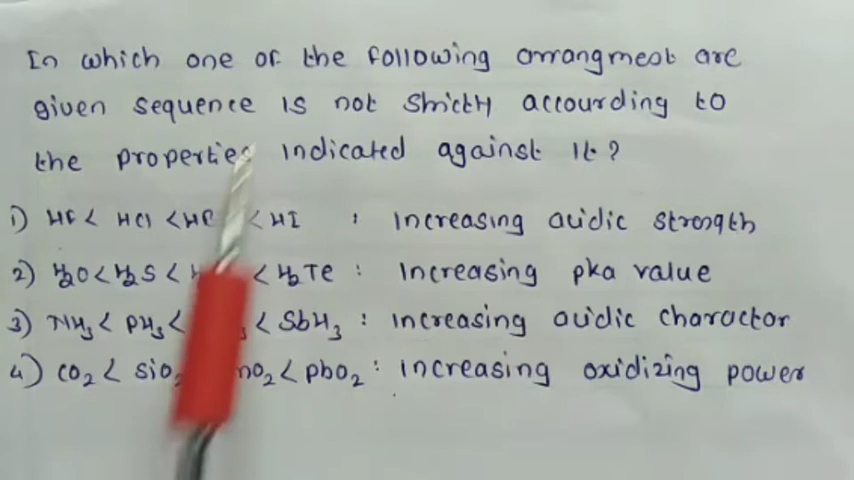 In which one of the following arrangment are
given sequence is not strictly accourding to
the properties indicated against it ?
1) HF < HCl < < HI : Increasing acidic strength
2) H₂O < H₂S < < H₂Te : Increasing pka value
3) NH₃ < PH₃ < < SbH₃ : Increasing acidic charactor
4) CO₂ < SiO₂ < PbO₂ : increasing oxidizing power